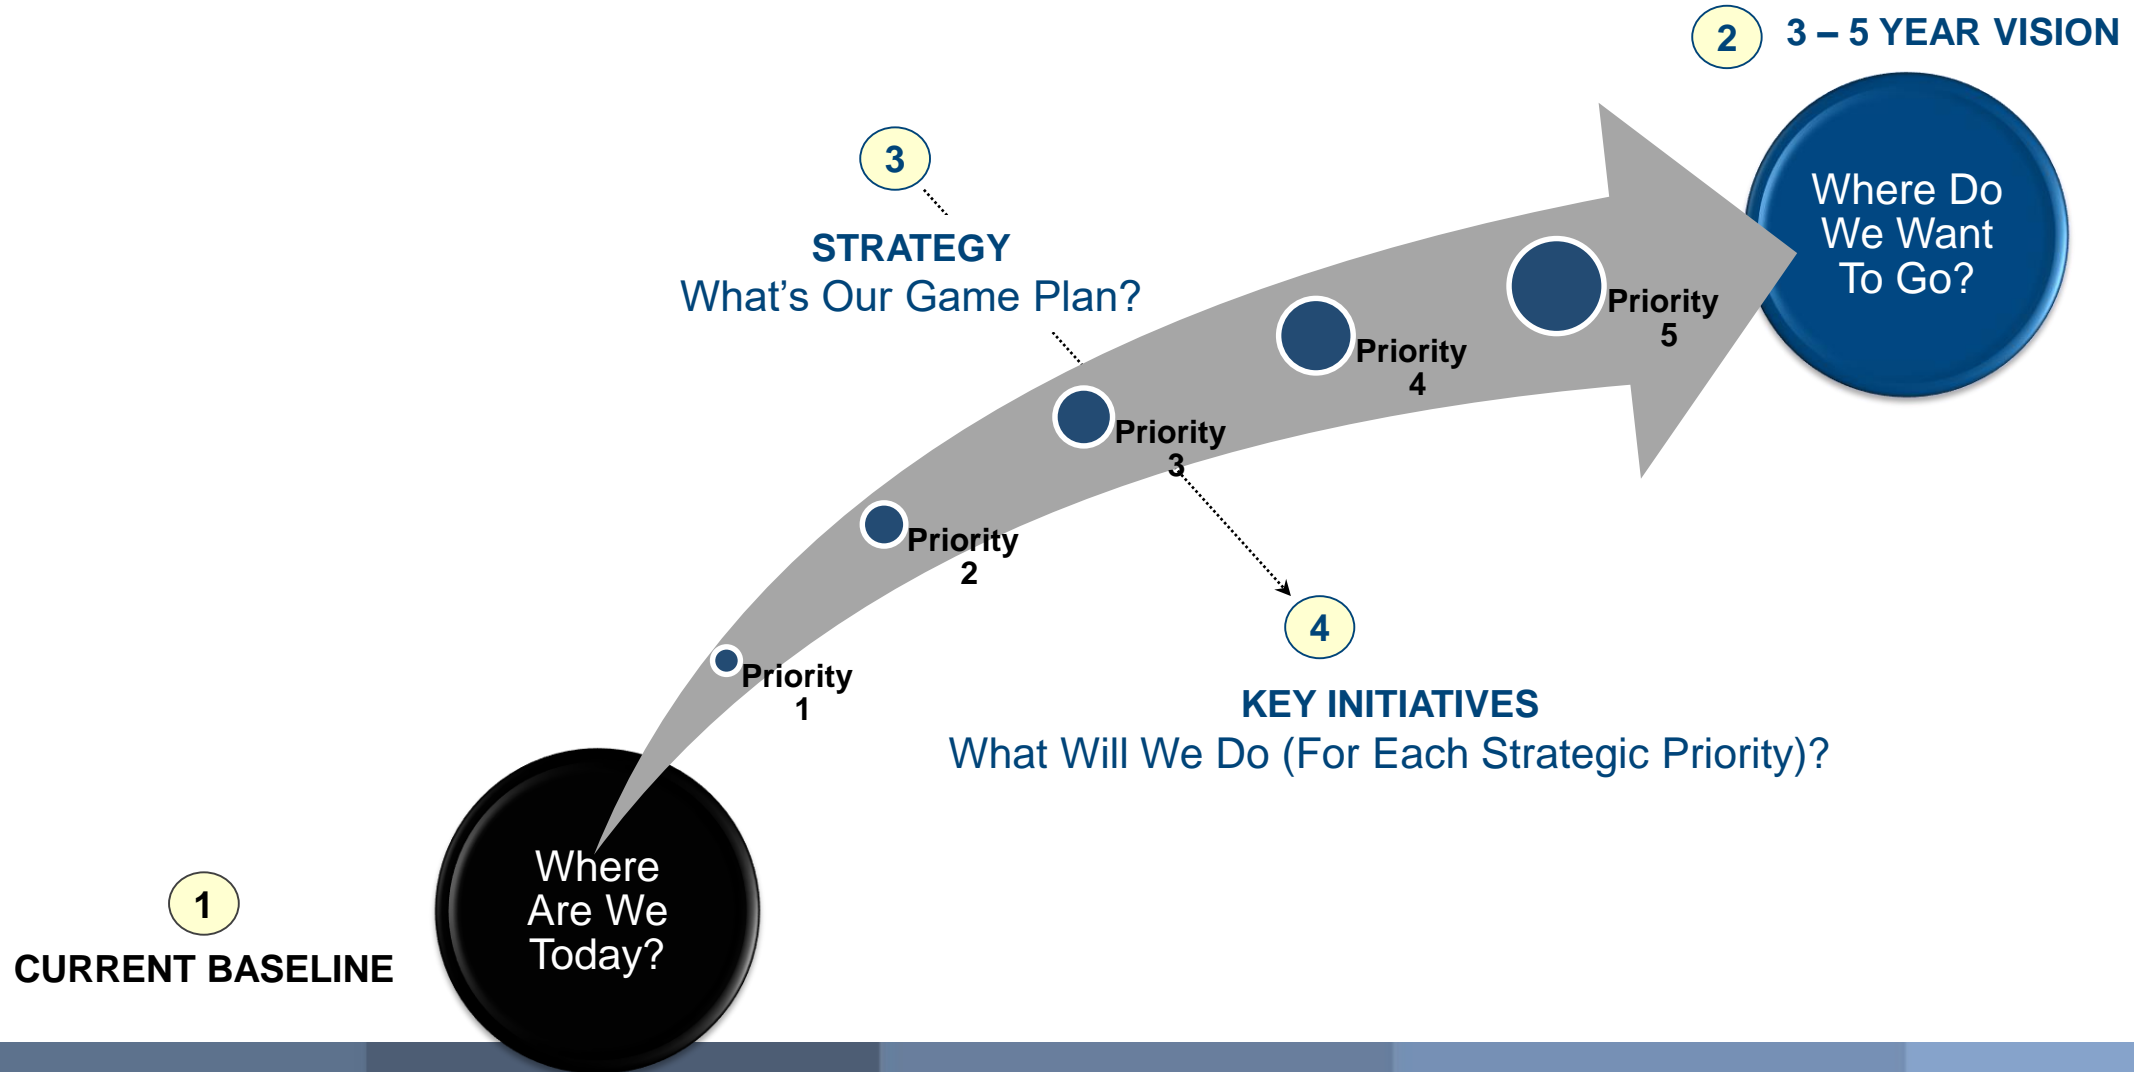 2
3 – 5 YEAR VISION
Where Do
We Want
To Go?
3
STRATEGY
What’s Our Game Plan?
Priority
5
Priority
4
Priority
3
Priority
2
Priority
1
4
KEY INITIATIVES
What Will We Do (For Each Strategic Priority)?
Where
Are We
Today?
1
CURRENT BASELINE